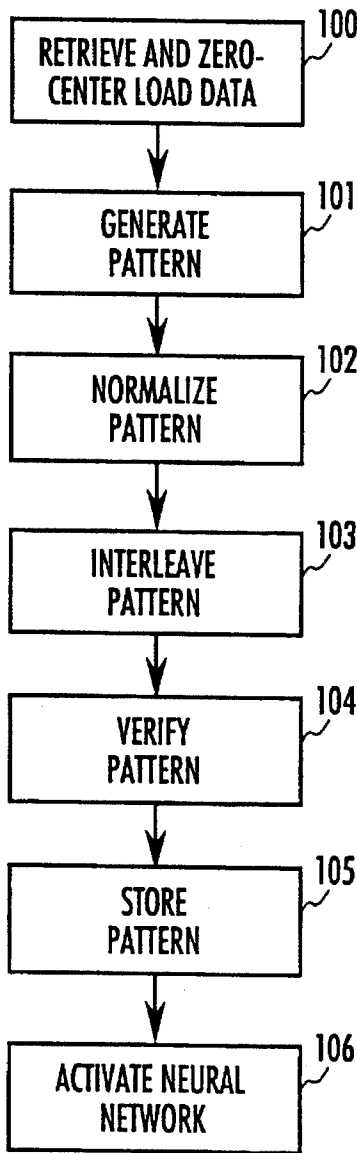 100
RETRIEVE AND ZERO-
CENTER LOAD DATA
101
GENERATE
PATTERN
102
NORMALIZE
PATTERN
103
INTERLEAVE
PATTERN
104
VERIFY
PATTERN
105
STORE
PATTERN
106
ACTIVATE NEURAL
NETWORK